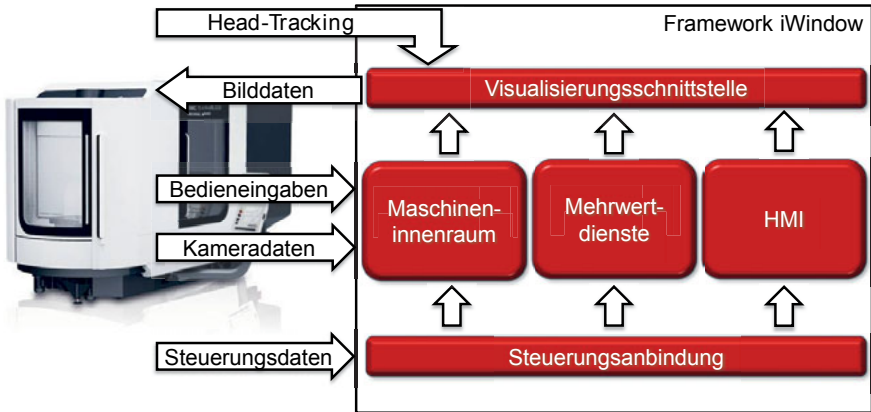 Head-Tracking
Framework iWindow
Bilddaten
Visualisierungsschnittstelle
Bedieneingaben
Kameradaten
Maschinen-
innenraum
Mehrwert-
dienste
HMI
Steuerungsdaten
Steuerungsanbindung